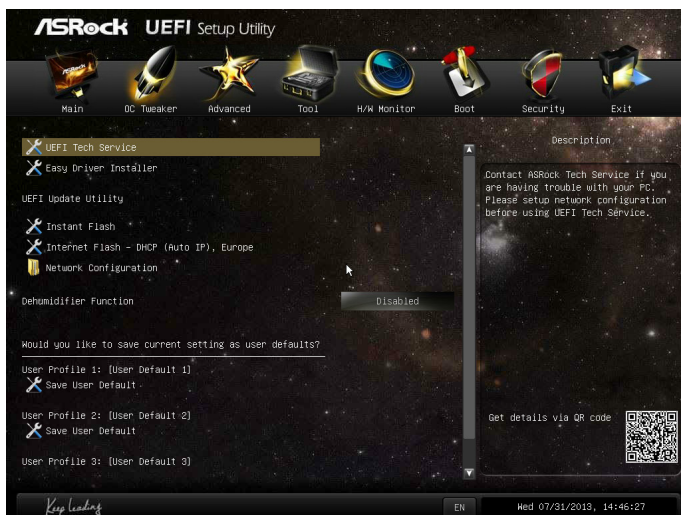 ASRock UEFI Setup Utility
Main OC Tweaker Advanced Tool H/W Monitor Boot Security Exit
UEFI Tech Service
Easy Driver Installer
UEFI Update Utility
Instant Flash
Internet Flash - DHCP (Auto IP), Europe
Network Configuration
Dehumidifier Function Disabled
Would you like to save current setting as user defaults?
User Profile 1: [User Default 1]
Save User Default
User Profile 2: [User Default 2]
Save User Default
User Profile 3: [User Default 3]
Description
Contact ASRock Tech Service if you
are having trouble with your PC.
Please setup network configuration
before using UEFI Tech Service.
Get details via QR code
Keep Leading
EN
Wed 07/31/2013, 14:46:27